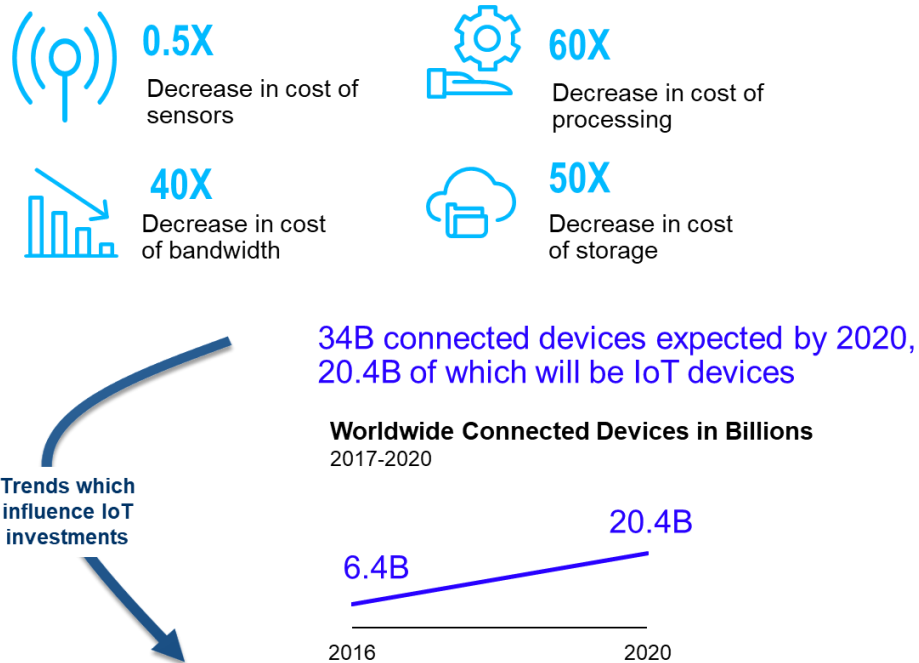 0.5X
Decrease in cost of
sensors
60X
Decrease in cost of
processing
40X
Decrease in cost
of bandwidth
50X
Decrease in cost
of storage
34B connected devices expected by 2020,
20.4B of which will be IoT devices
Trends which
influence IoT
investments
Worldwide Connected Devices in Billions
2017-2020
6.4B
20.4B
2016
2020